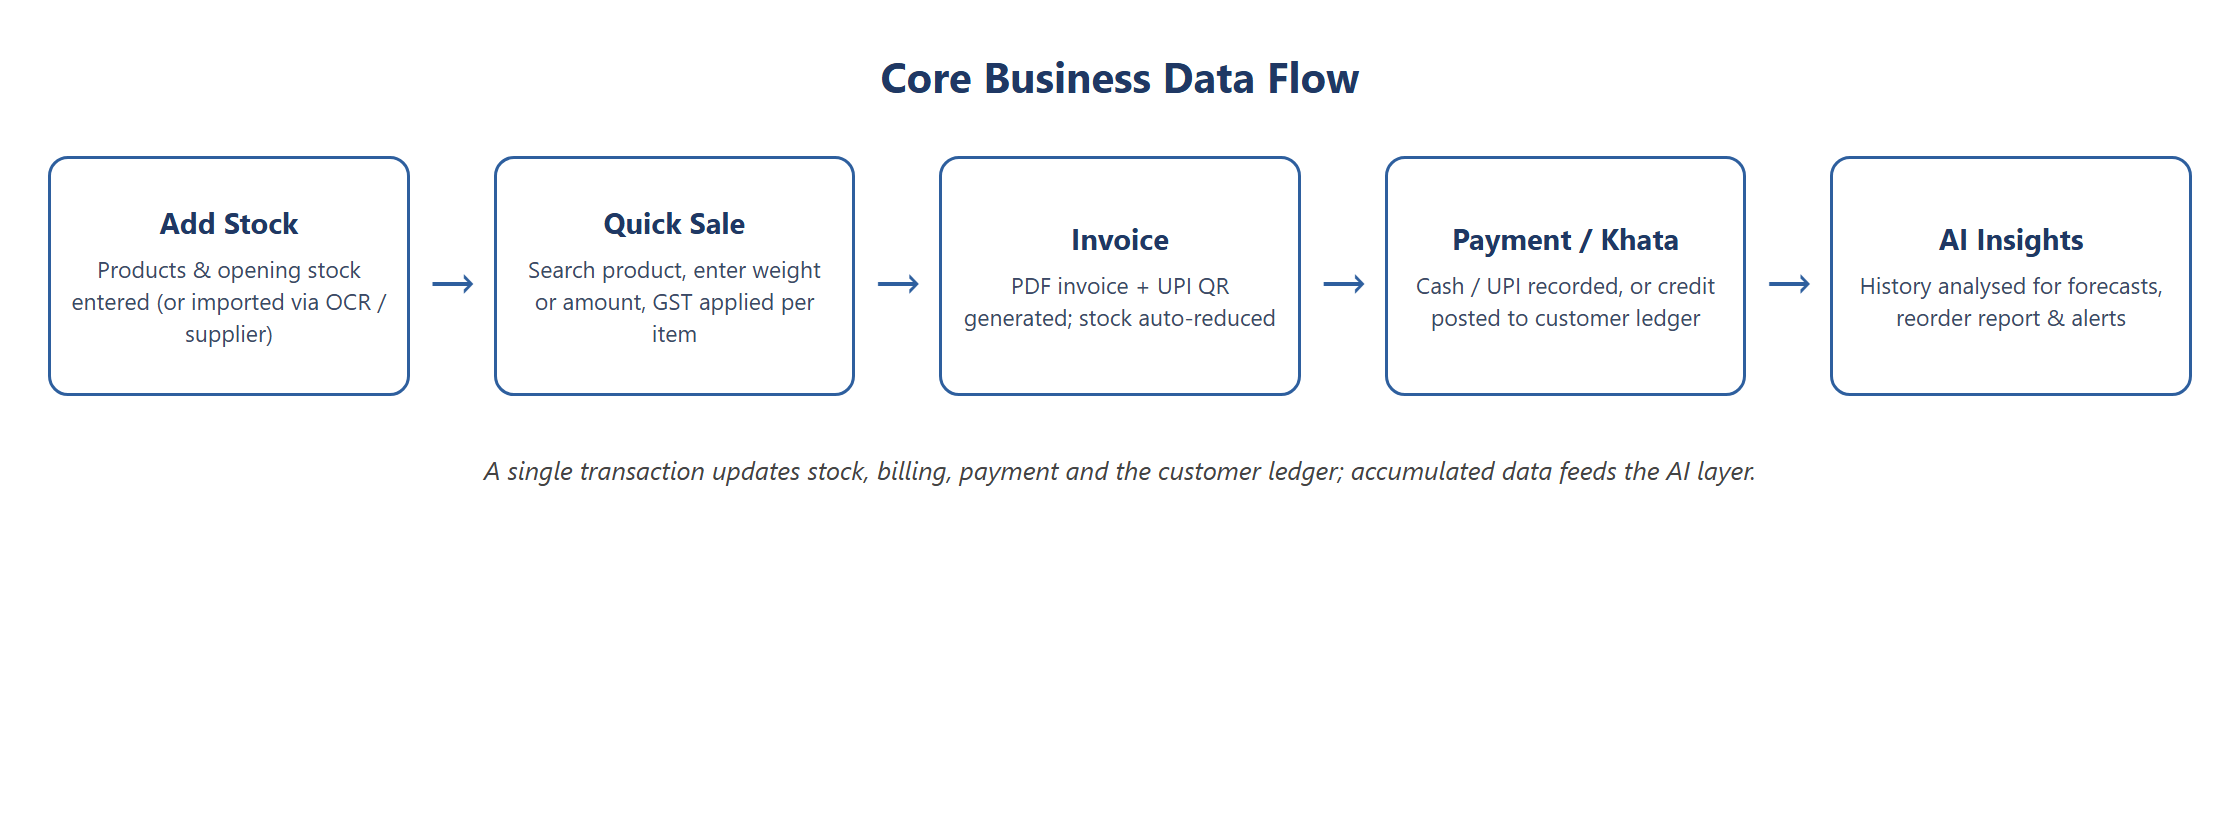 Core Business Data Flow
Add Stock
Products & opening stock
entered (or imported via OCR /
supplier)
→
Quick Sale
Search product, enter weight
or amount, GST applied per
item
→
Invoice
PDF invoice + UPI QR
generated; stock auto-reduced
→
Payment / Khata
Cash / UPI recorded, or credit
posted to customer ledger
→
AI Insights
History analysed for forecasts,
reorder report & alerts
A single transaction updates stock, billing, payment and the customer ledger; accumulated data feeds the AI layer.